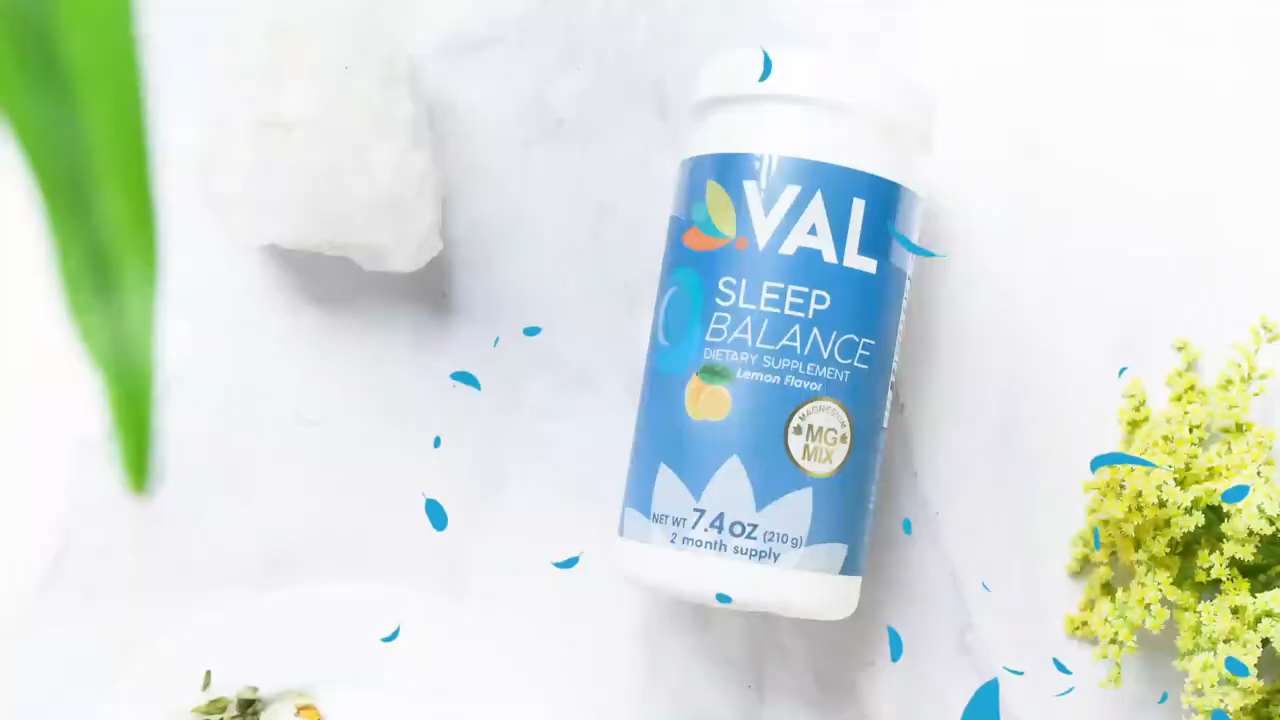 VAL
SLEEP
BALANCE
DIETARY SUPPLEMENT
Lemon Flavor
MAGNESIUM
MG
MIX
NET WT 7.4 OZ (210 g)
2 month supply